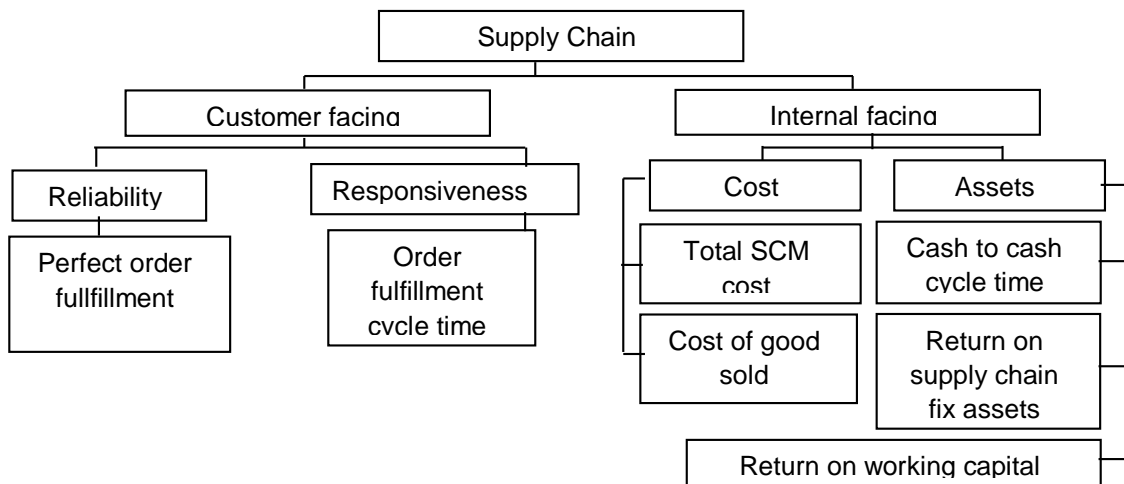 Supply Chain
Customer facing
Internal facing
Reliability
Responsiveness
Cost
Assets
Perfect order
fullfillment
Order
fulfillment
cycle time
Total SCM
cost
Cash to cash
cycle time
Cost of good
sold
Return on
supply chain
fix assets
Return on working capital